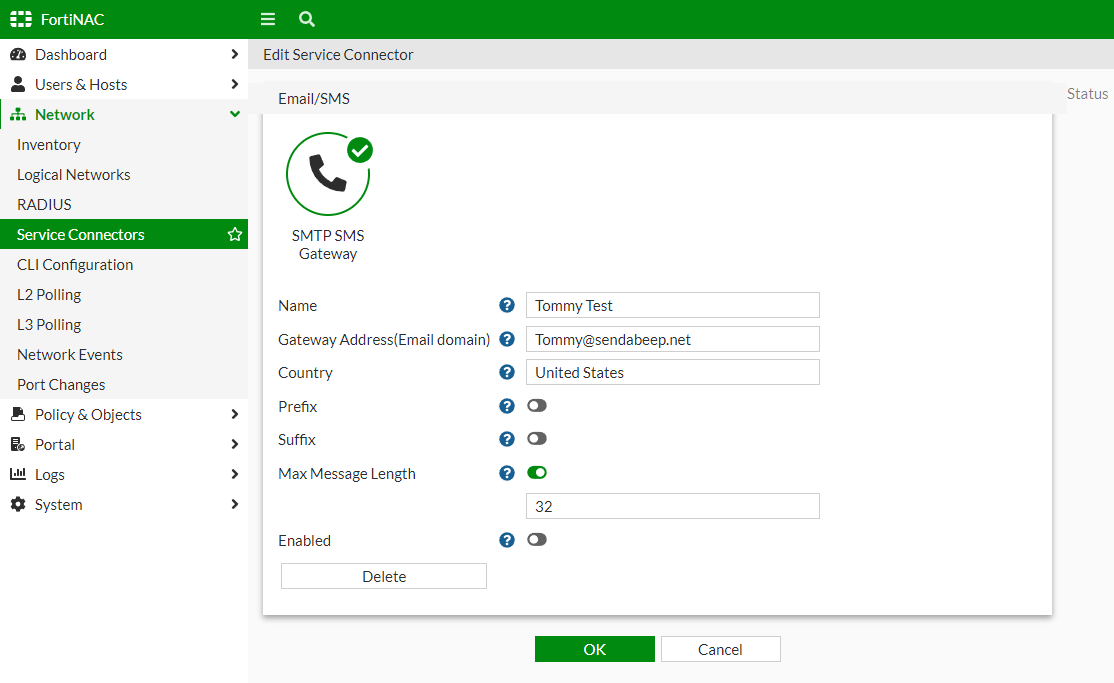 FortiNAC
Dashboard
Users & Hosts
Network
Inventory
Logical Networks
RADIUS
Service Connectors
CLI Configuration
L2 Polling
L3 Polling
Network Events
Port Changes
Policy & Objects
Portal
Logs
System
Edit Service Connector
Status
Email/SMS
SMTP SMS
Gateway
Name ? Tommy Test
Gateway Address(Email domain) ? Tommy@sendabeep.net
Country ? United States
Prefix ?
Suffix ?
Max Message Length ?
32
Enabled ?
Delete
OK Cancel